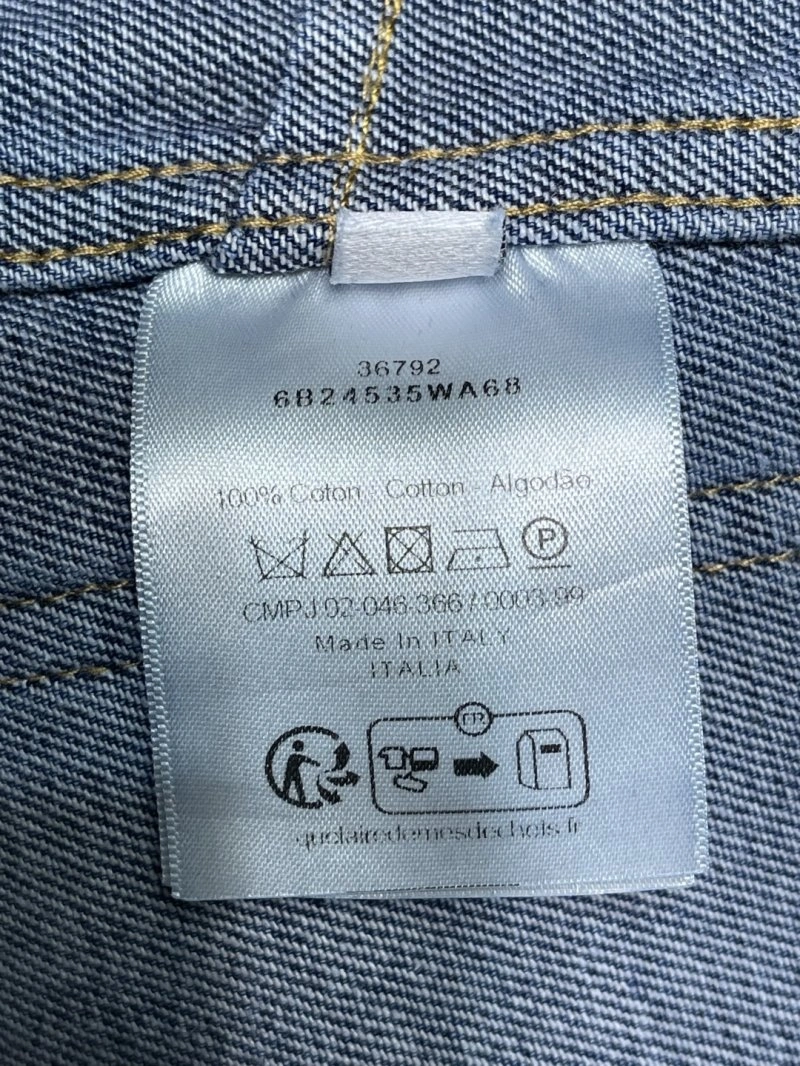 36792
6B24535WA68
100% Coton - Cotton - Algodão
P
CMPJ 02-046.366 / 0003-99
Made In ITALY
ITALIA
FR
quefairedemesdechets.fr